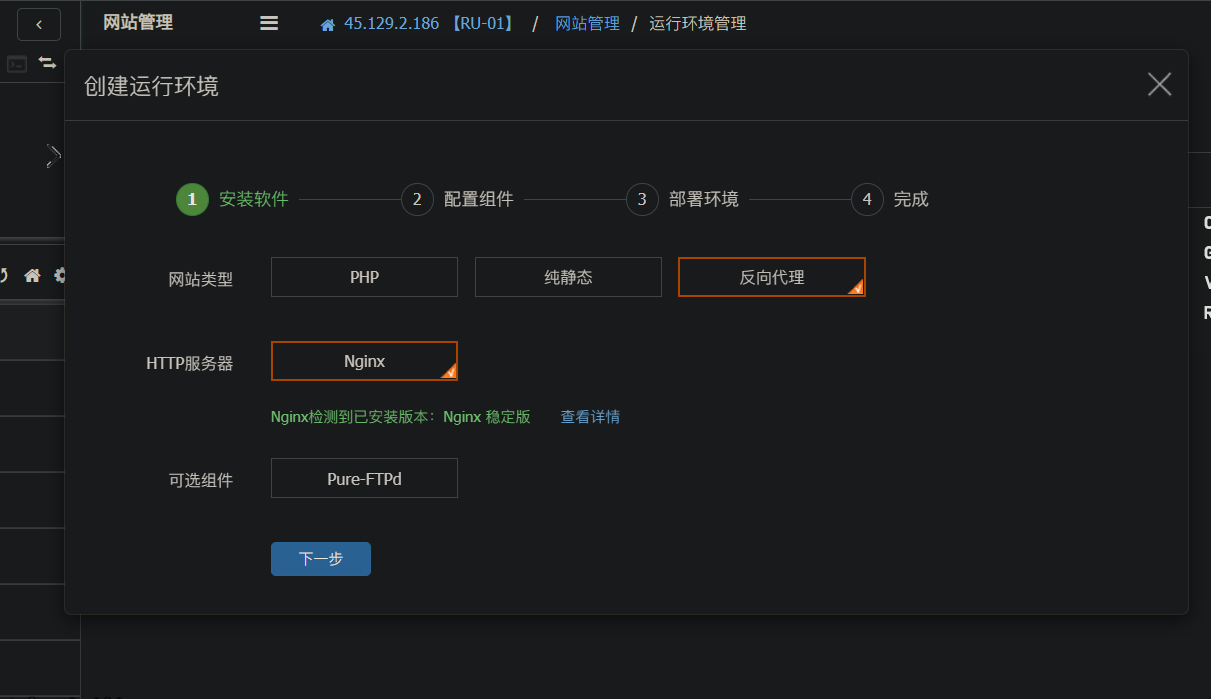 网站管理
45.129.2.186 【RU-01】 / 网站管理 / 运行环境管理
创建运行环境
1 安装软件 2 配置组件 3 部署环境 4 完成
网站类型 PHP 纯静态 反向代理
HTTP服务器 Nginx
Nginx检测到已安装版本：Nginx 稳定版 查看详情
可选组件 Pure-FTPd
下一步